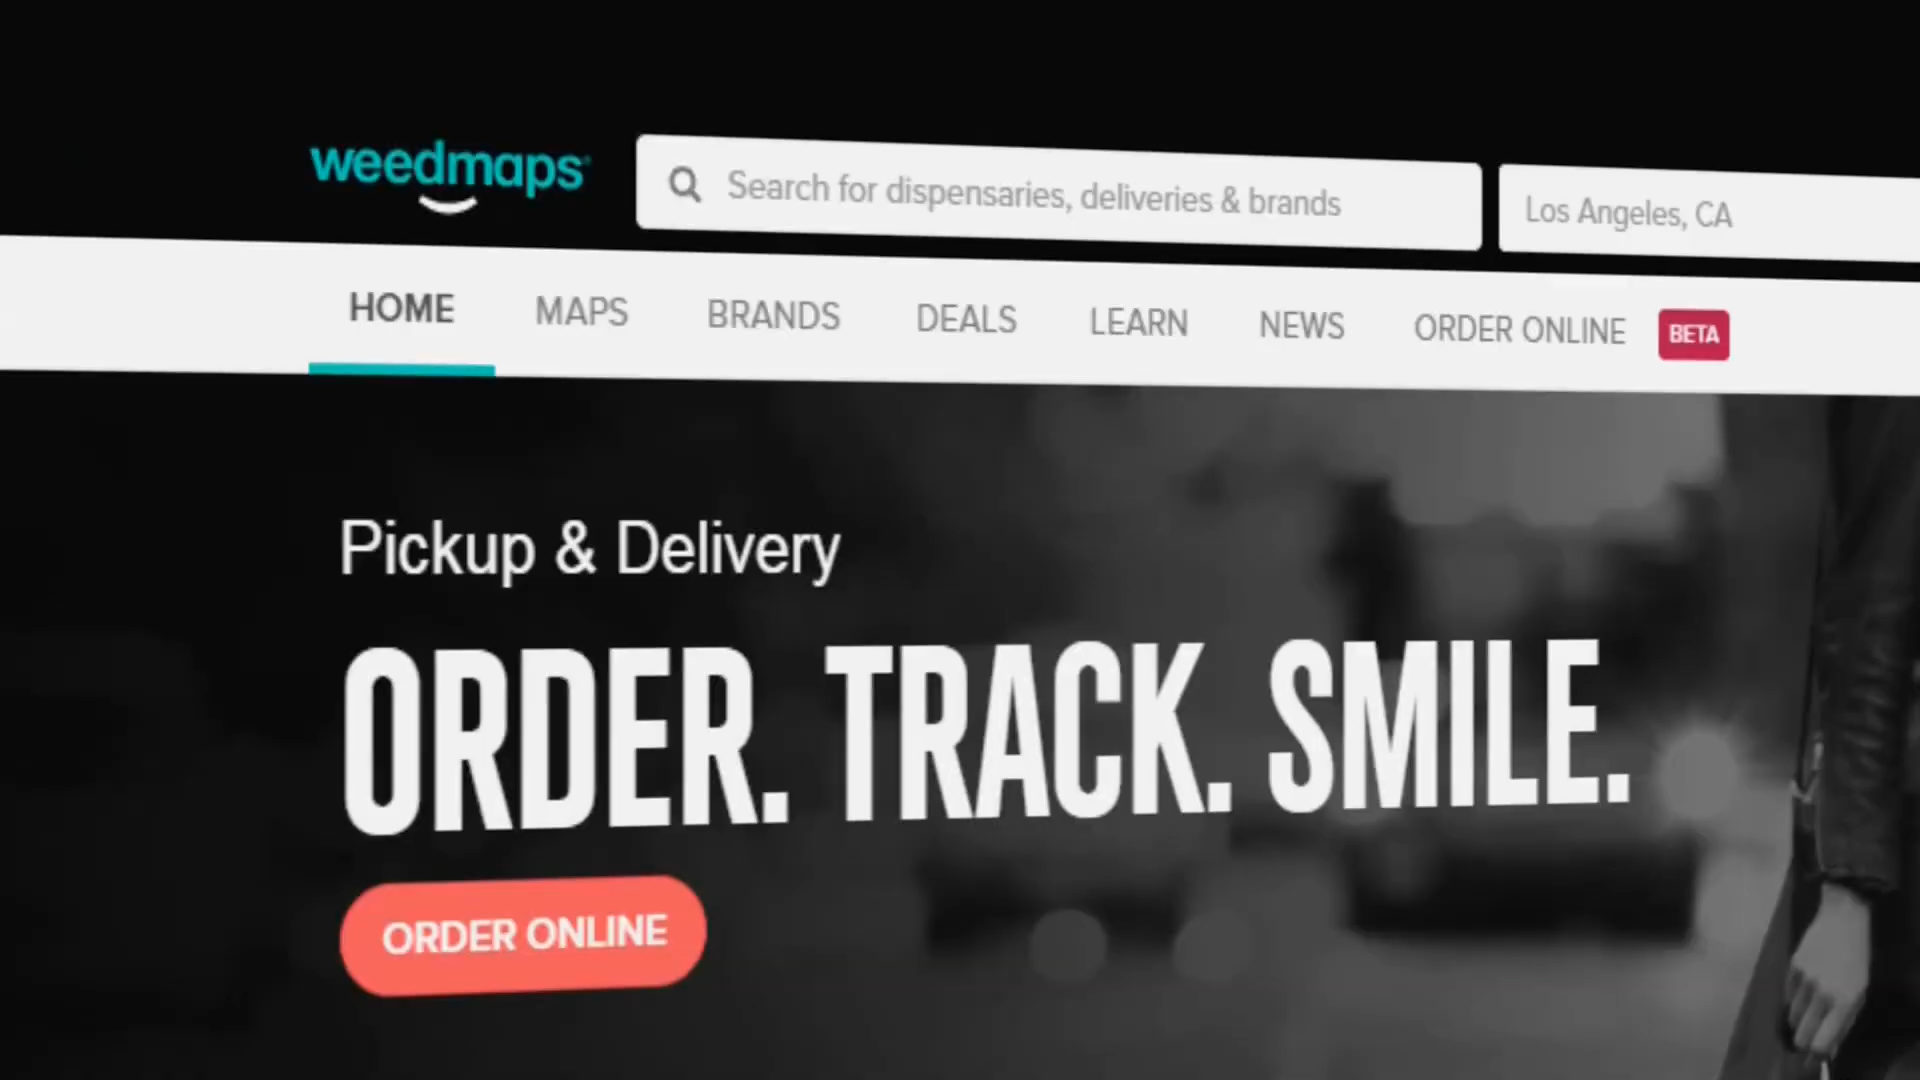 weedmaps
Search for dispensaries, deliveries & brands
Los Angeles, CA
HOME
MAPS
BRANDS
DEALS
LEARN
NEWS
ORDER ONLINE
BETA
Pickup & Delivery
ORDER. TRACK. SMILE.
ORDER ONLINE